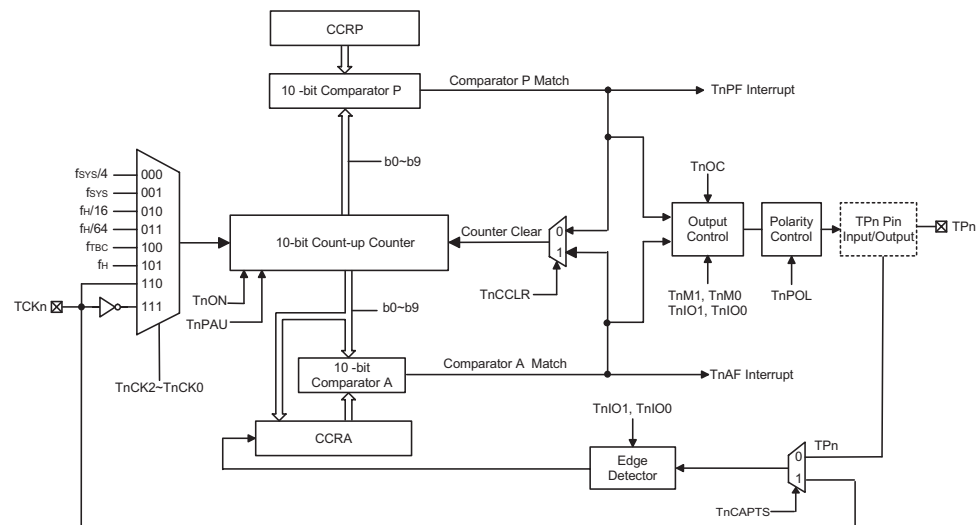 CCRP
10 -bit Comparator P
Comparator P Match
TnPF Interrupt
b0~b9
fSYS/4
000
fSYS
001
fH/16
010
fH/64
011
fTBC
100
fH
101
110
111
TCKn
TnCK2~TnCK0
10-bit Count-up Counter
Counter Clear
0
1
TnCCLR
TnON
TnPAU
b0~b9
TnOC
Output
Control
TnM1, TnM0
TnIO1, TnIO0
Polarity
Control
TnPOL
TPn Pin
Input/Output
TPn
10 -bit
Comparator A
Comparator A Match
TnAF Interrupt
CCRA
TnIO1, TnIO0
Edge
Detector
TPn
0
1
TnCAPTS